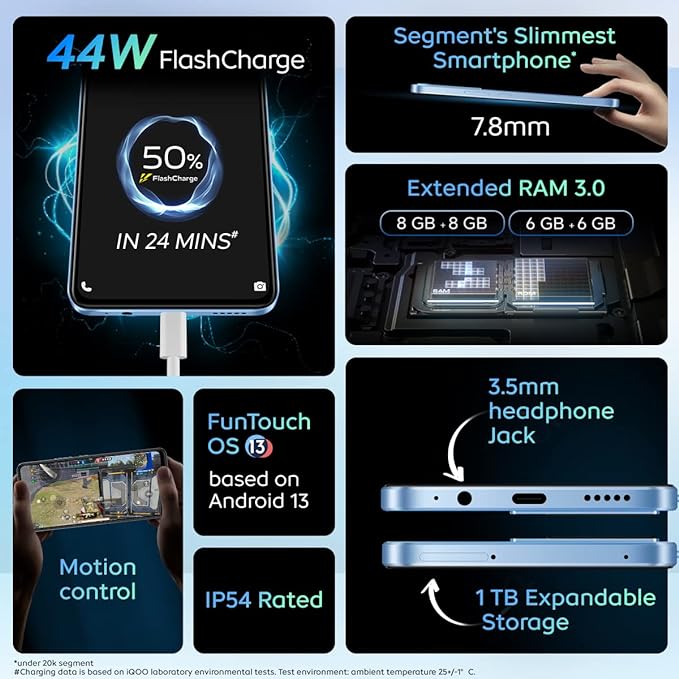 44W FlashCharge
50%
FlashCharge
IN 24 MINS#
Segment's Slimmest
Smartphone*
7.8mm
Extended RAM 3.0
8 GB +8 GB
6 GB +6 GB
RAM
ROM
Motion
control
FunTouch
OS 13
based on
Android 13
IP54 Rated
3.5mm
headphone
Jack
1 TB Expandable
Storage
*under 20k segment
#Charging data is based on iQOO laboratory environmental tests. Test environment: ambient temperature 25+/-1° C.